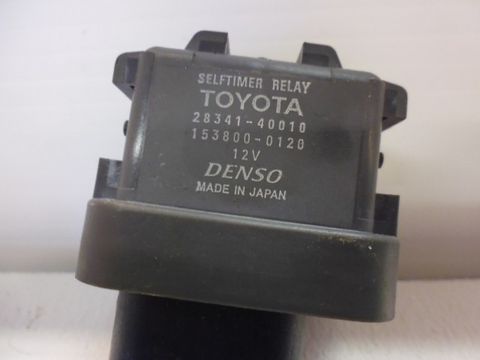 SELFTIMER RELAY
TOYOTA
28341-40010
153800-0120
12V
DENSO
MADE IN JAPAN